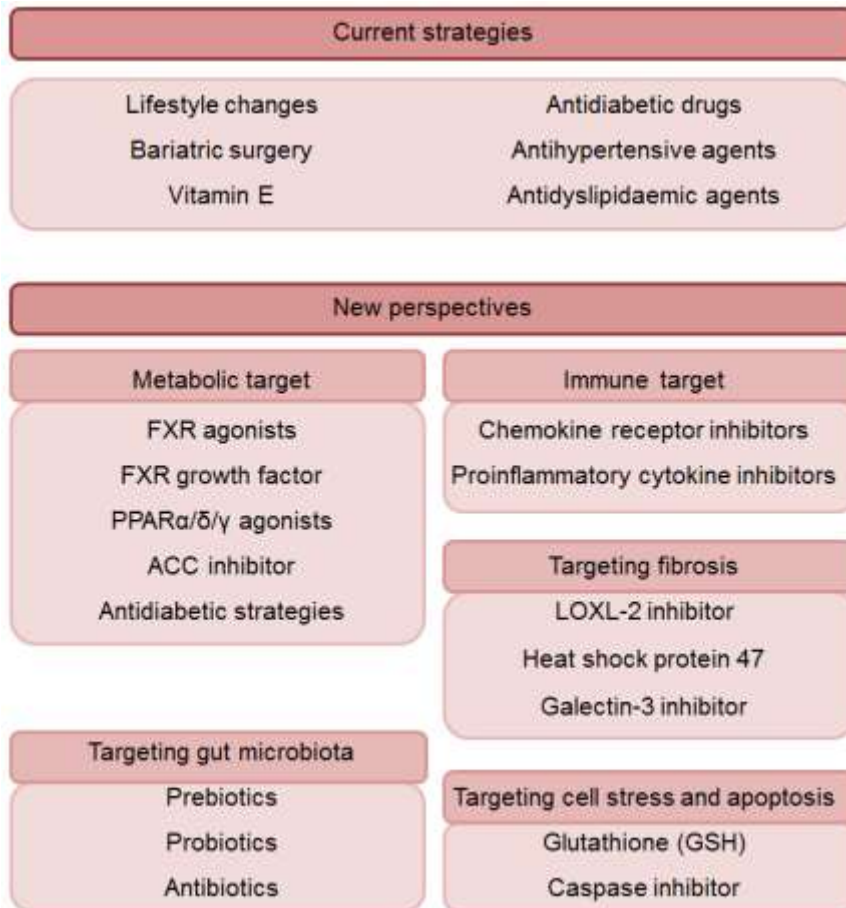 Current strategies
Lifestyle changes
Bariatric surgery
Vitamin E
Antidiabetic drugs
Antihypertensive agents
Antidyslipidaemic agents
New perspectives
Metabolic target
FXR agonists
FXR growth factor
PPARα/δ/γ agonists
ACC inhibitor
Antidiabetic strategies
Immune target
Chemokine receptor inhibitors
Proinflammatory cytokine inhibitors
Targeting fibrosis
LOXL-2 inhibitor
Heat shock protein 47
Galectin-3 inhibitor
Targeting gut microbiota
Prebiotics
Probiotics
Antibiotics
Targeting cell stress and apoptosis
Glutathione (GSH)
Caspase inhibitor